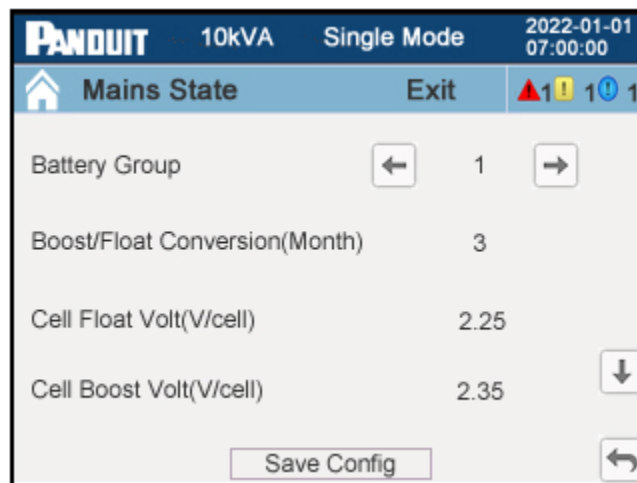 PANDUIT 10kVA Single Mode 2022-01-01
07:00:00
Mains State Exit 1 ! 1 ! 1
Battery Group 1
Boost/Float Conversion(Month) 3
Cell Float Volt(V/cell) 2.25
Cell Boost Volt(V/cell) 2.35
Save Config